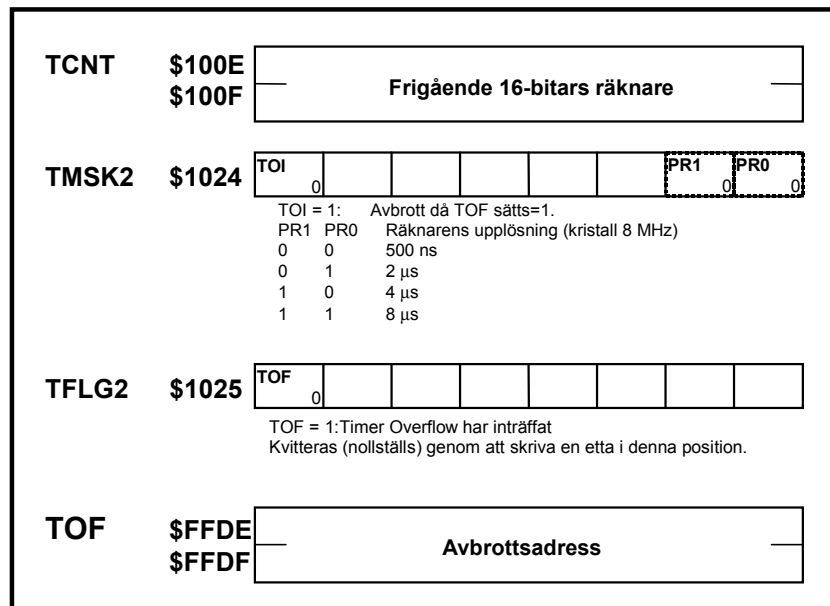 TCNT $100E
$100F
Frigående 16-bitars räknare
TMSK2 $1024 TOI 0 PR1 0 PR0 0
TOI = 1: Avbrott då TOF sätts=1.
PR1 PR0 Räknarens upplösning (kristall 8 MHz)
0 0 500 ns
0 1 2 μs
1 0 4 μs
1 1 8 μs
TFLG2 $1025 TOF 0
TOF = 1:Timer Overflow har inträffat
Kvitteras (nollställs) genom att skriva en etta i denna position.
TOF $FFDE
$FFDF
Avbrottsadress